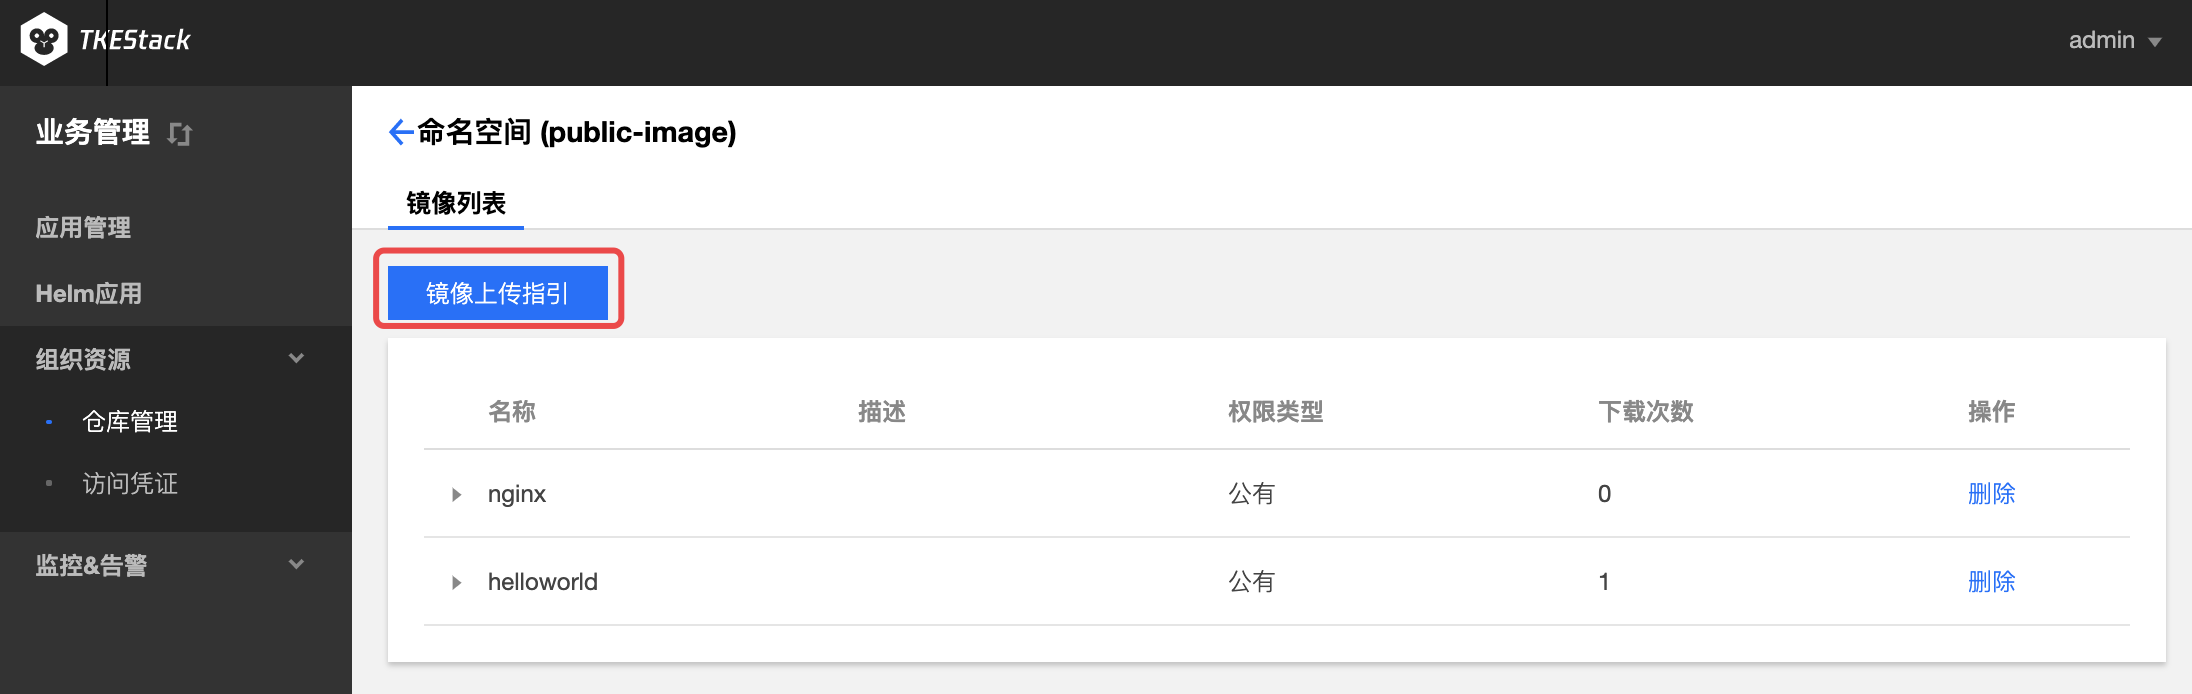 TKEStack
admin
业务管理
应用管理
Helm应用
组织资源
仓库管理
访问凭证
监控&告警
命名空间 (public-image)
镜像列表
镜像上传指引
名称 描述 权限类型 下载次数 操作
nginx 公有 0 删除
helloworld 公有 1 删除